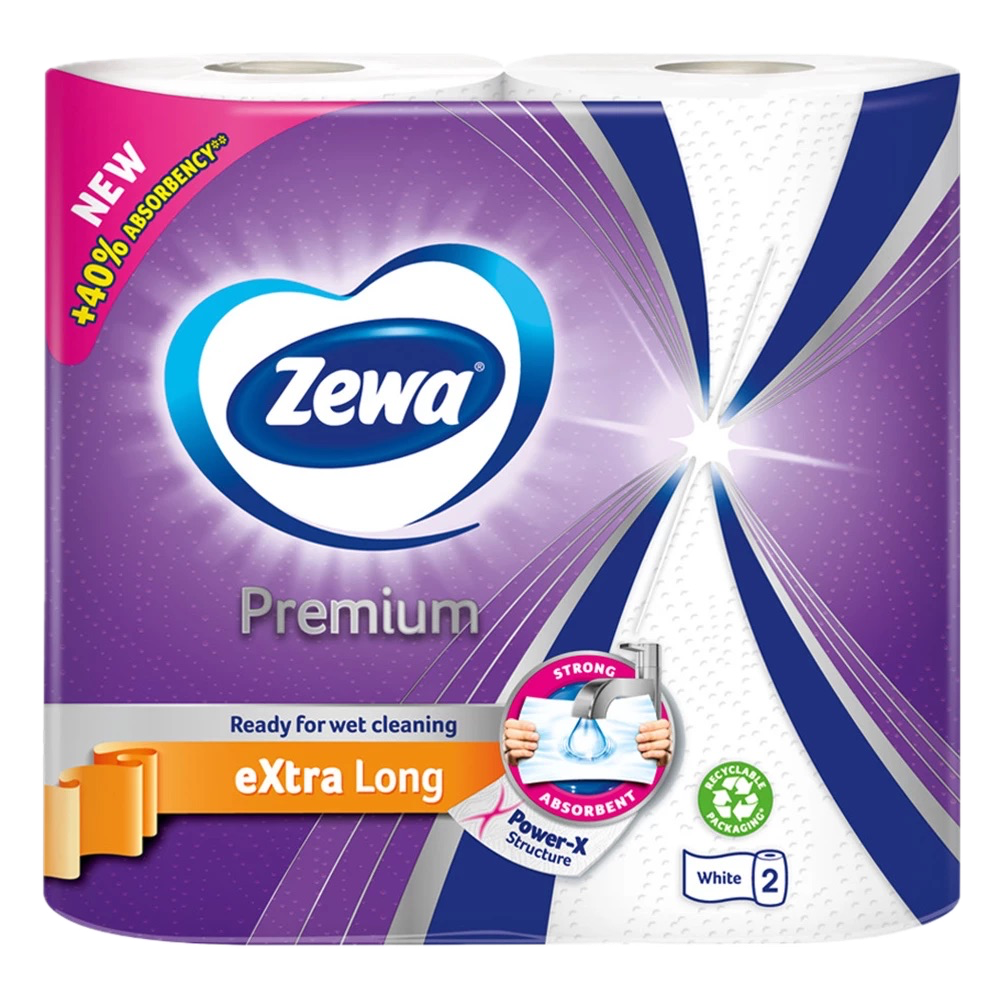 NEW
+40% ABSORBENCY**
Zewa®
Premium
Ready for wet cleaning
eXtra Long
STRONG
ABSORBENT
Power-X
Structure
RECYCLABLE
PACKAGING*
White 2